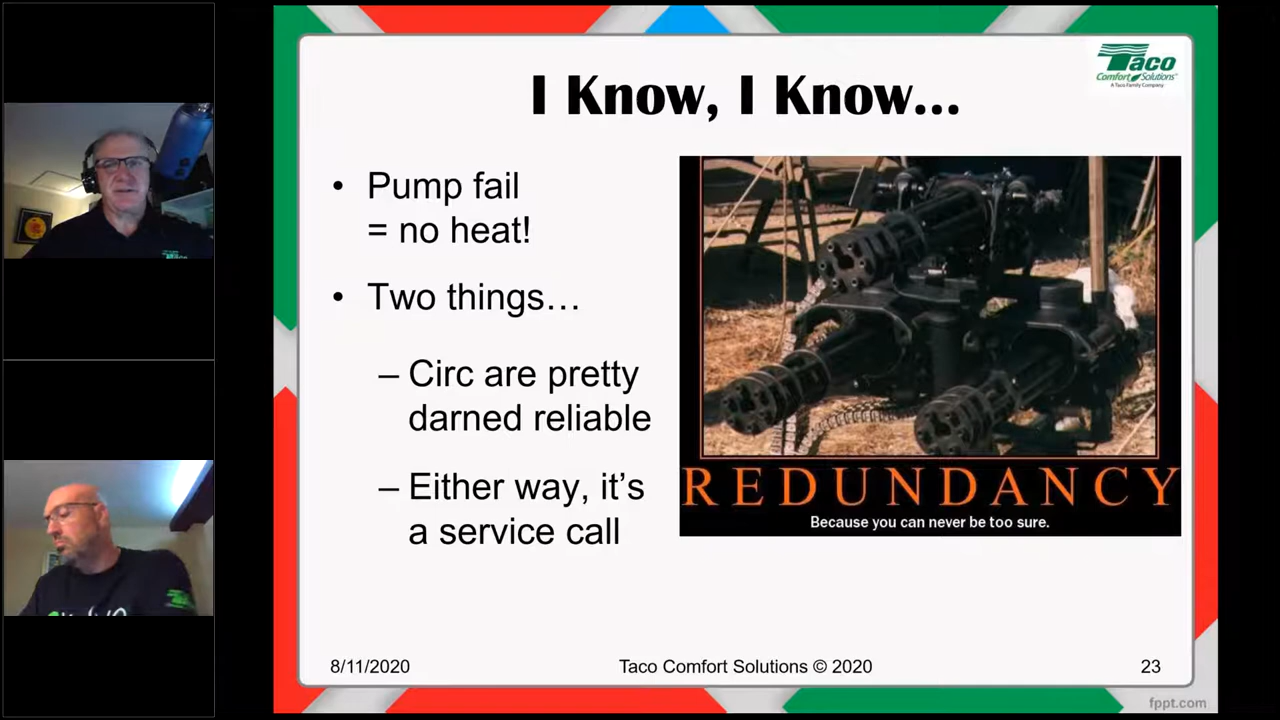 I Know, I Know...
Taco
Comfort Solutions
A Taco Family Company
• Pump fail
= no heat!
• Two things…
– Circ are pretty
darned reliable
– Either way, it's
a service call
REDUNDANCY
Because you can never be too sure.
8/11/2020
Taco Comfort Solutions © 2020
23
fppt.com